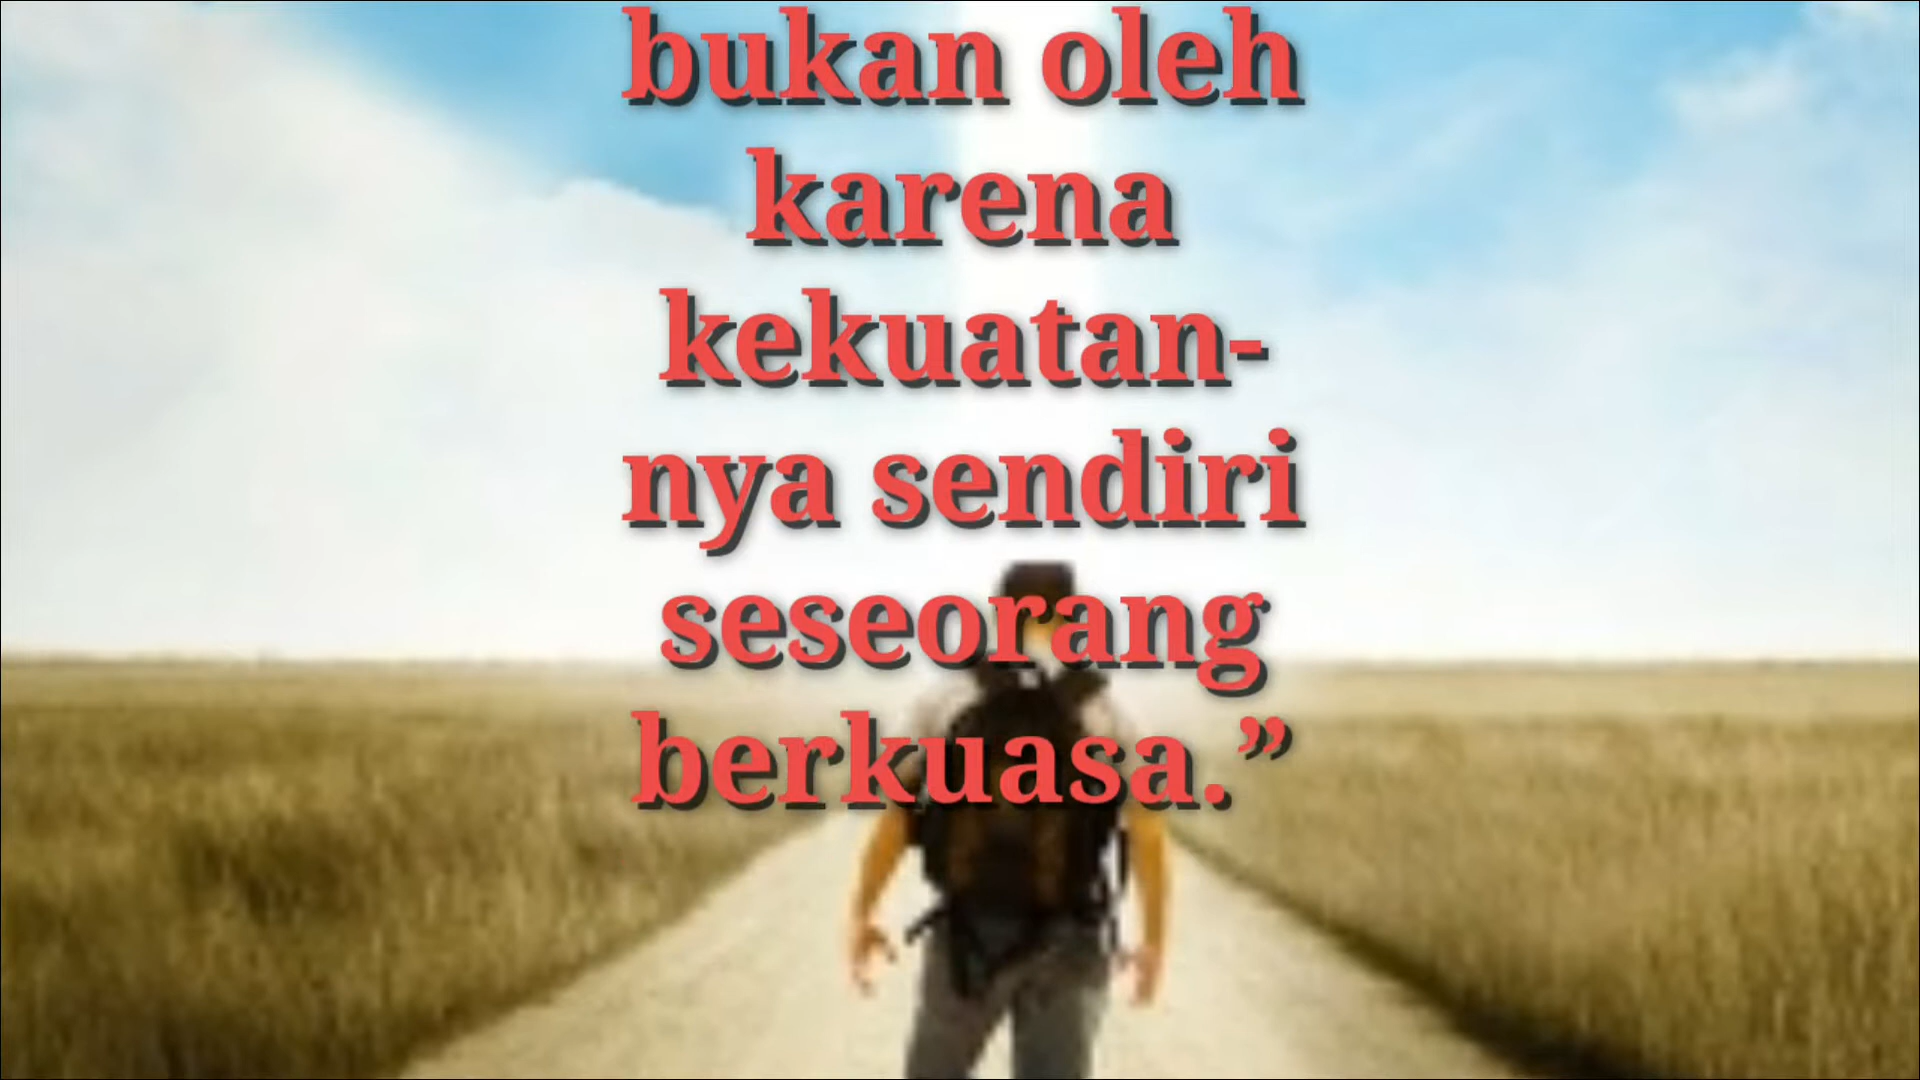 bukan oleh
karena
kekuatan-
nya sendiri
seseorang
berkuasa.”